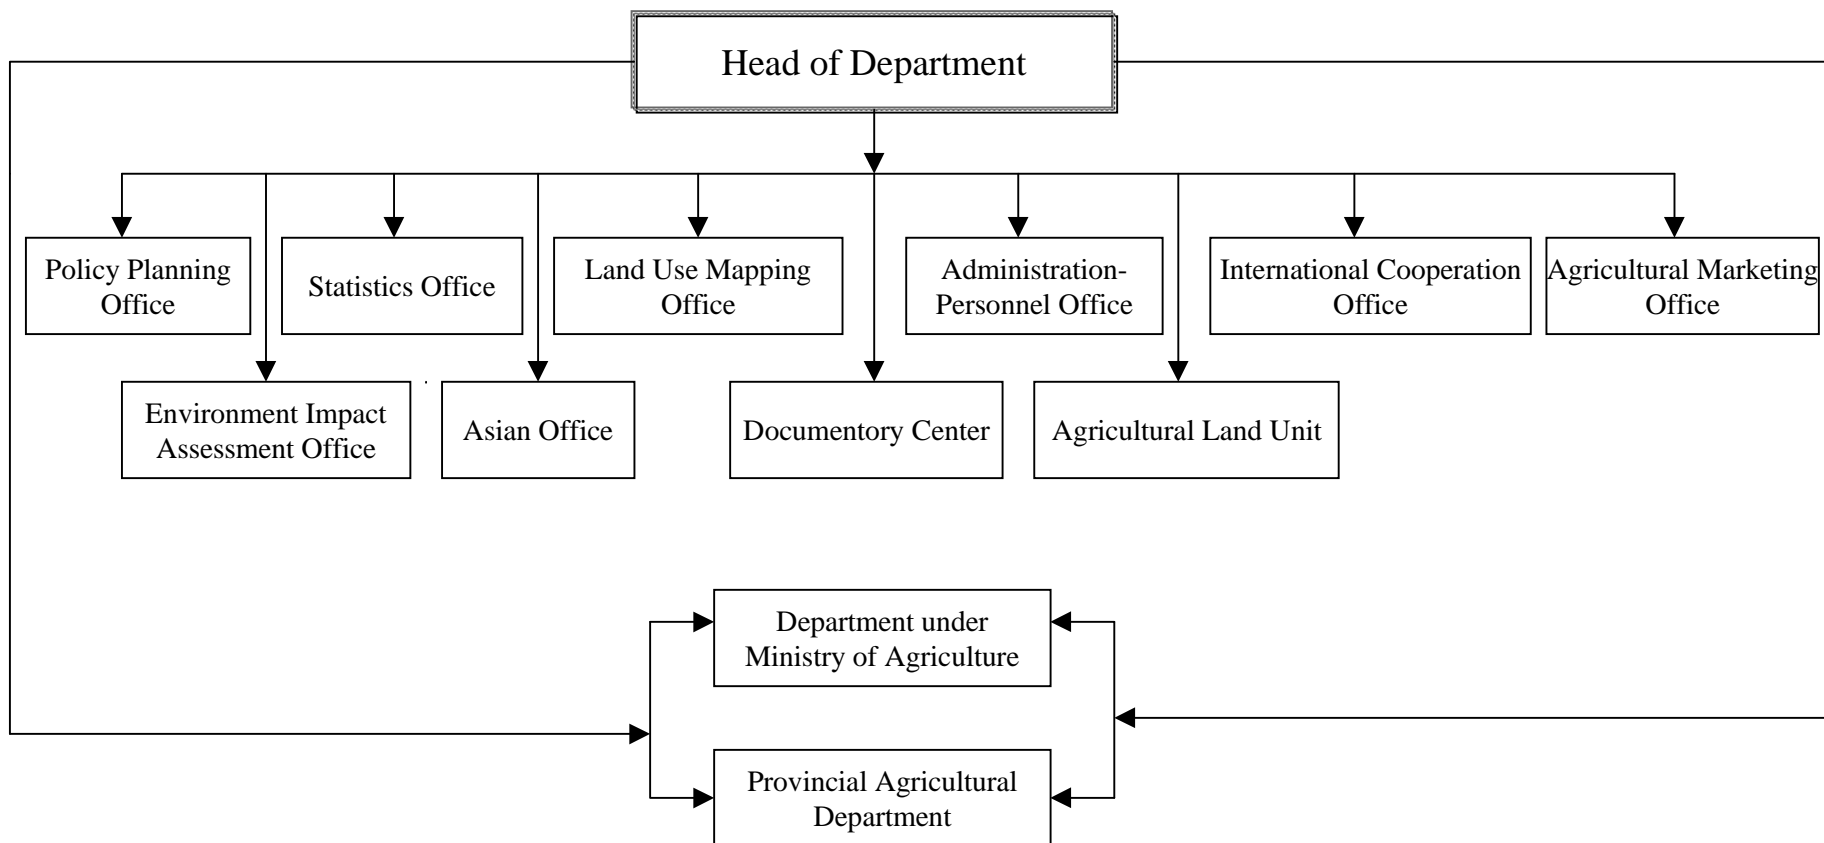 Head of Department
Policy Planning
Office
Statistics Office
Land Use Mapping
Office
Administration-
Personnel Office
International Cooperation
Office
Agricultural Marketing
Office
Environment Impact
Assessment Office
Asian Office
Documentory Center
Agricultural Land Unit
Department under
Ministry of Agriculture
Provincial Agricultural
Department